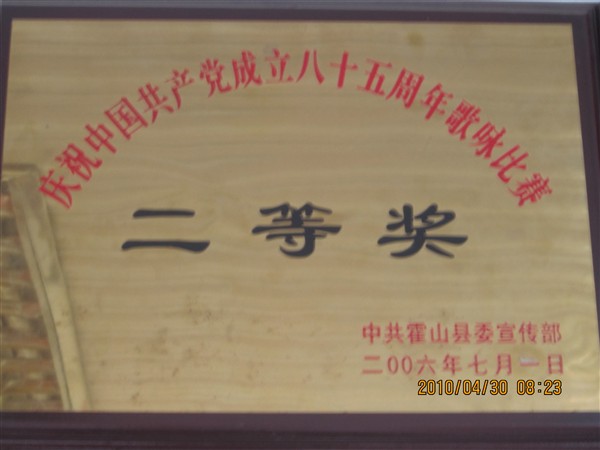 庆祝中国共产党成立八十五周年歌咏比赛
二等奖
中共霍山县委宣传部
二00六年七月一日
2010/04/30 08:23